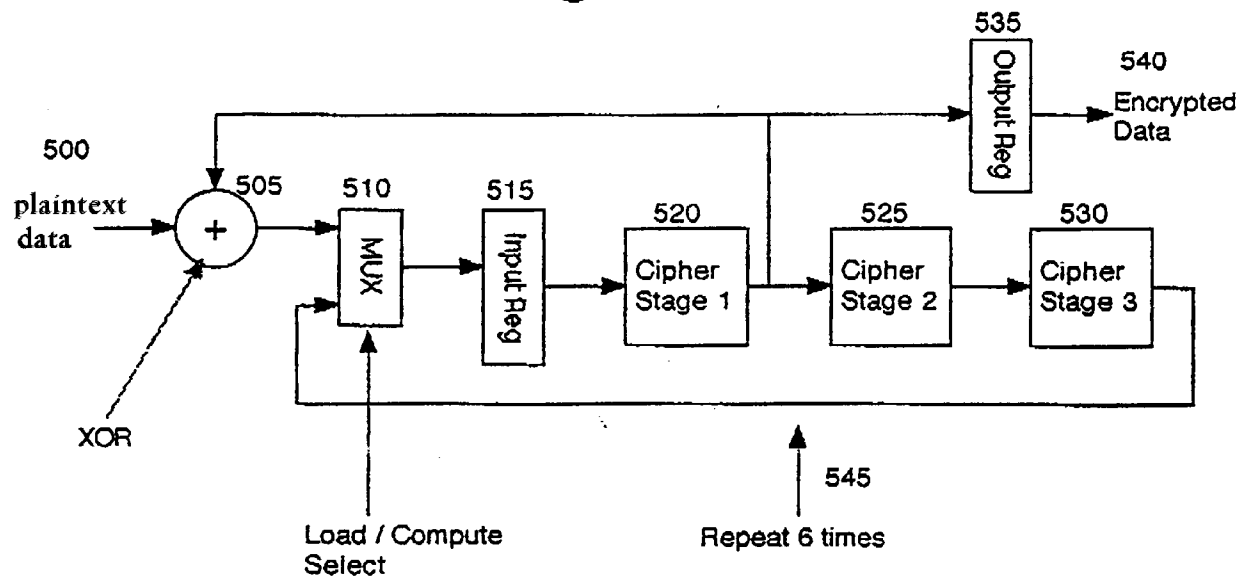 535
Output Reg
540
Encrypted
Data
500
plaintext
data
505
+
510
MUX
515
Input Reg
520
Cipher
Stage 1
525
Cipher
Stage 2
530
Cipher
Stage 3
XOR
Load / Compute
Select
545
Repeat 6 times